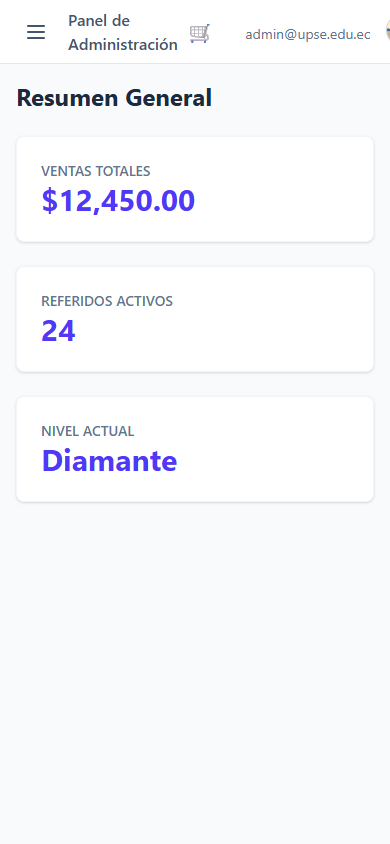 Panel de
Administración
admin@upse.edu.ec
Resumen General
VENTAS TOTALES
$12,450.00
REFERIDOS ACTIVOS
24
NIVEL ACTUAL
Diamante